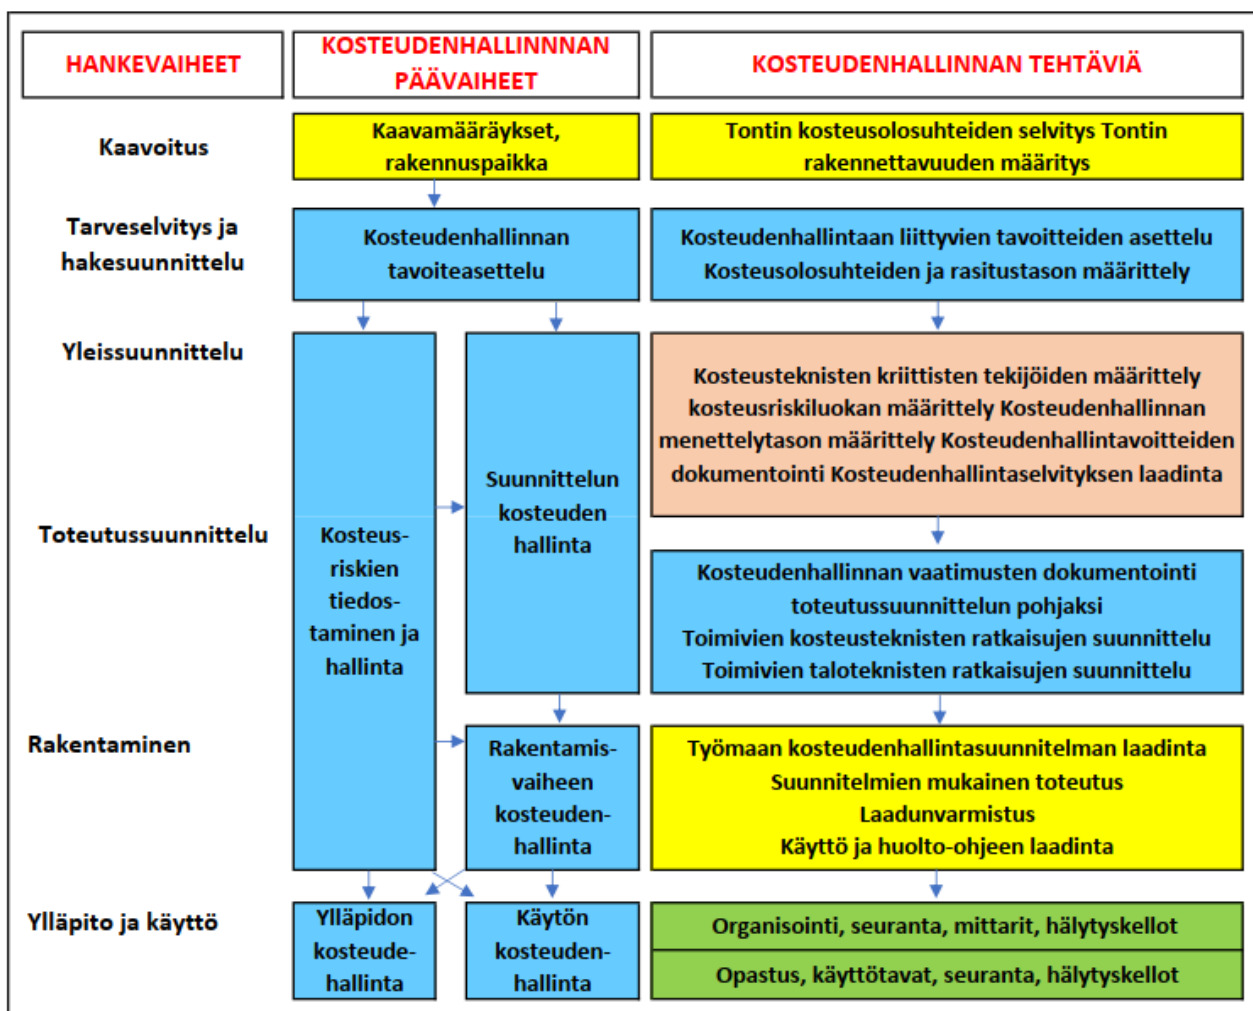 HANKEVAIHEET
KOSTEUDENHALLINNNAN
PÄÄVAIHEET
KOSTEUDENHALLINNAN TEHTÄVIÄ
Kaavoitus
Kaavamääräykset,
rakennuspaikka
Tontin kosteusolosuhteiden selvitys Tontin
rakennettavuuden määritys
Tarveselvitys ja
hakesuunnittelu
Kosteudenhallinnan
tavoiteasettelu
Kosteudenhallintaan liittyvien tavoitteiden asettelu
Kosteusolosuhteiden ja rasitustason määrittely
Yleissuunnittelu
Toteutussuunnittelu
Kosteus-
riskien
tiedos-
taminen ja
hallinta
Suunnittelun
kosteuden
hallinta
Kosteusteknisten kriittisten tekijöiden määrittely
kosteusriskiluokan määrittely Kosteudenhallinnan
menettelytason määrittely Kosteudenhallintavoitteiden
dokumentointi Kosteudenhallintaselvityksen laadinta
Kosteudenhallinnan vaatimusten dokumentointi
toteutussuunnittelun pohjaksi
Toimivien kosteusteknisten ratkaisujen suunnittelu
Toimivien taloteknisten ratkaisujen suunnittelu
Rakentaminen
Rakentamis-
vaiheen
kosteuden-
hallinta
Työmaan kosteudenhallintasuunnitelman laadinta
Suunnitelmien mukainen toteutus
Laadunvarmistus
Käyttö ja huolto-ohjeen laadinta
Ylläpito ja käyttö
Ylläpidon
kosteude-
hallinta
Käytön
kosteuden-
hallinta
Organisointi, seuranta, mittarit, hälytyskellot
Opastus, käyttötavat, seuranta, hälytyskellot